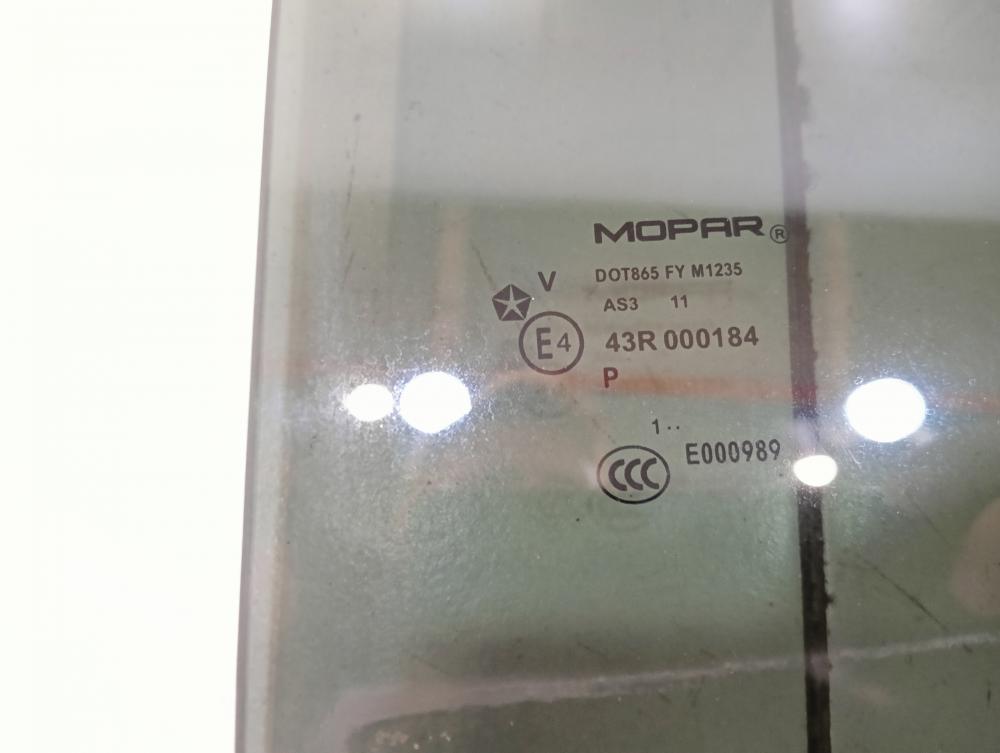 MOPAR®
V
DOT865 FY M1235
AS3 11
E4 43R 000184
P
1··
CCC E000989